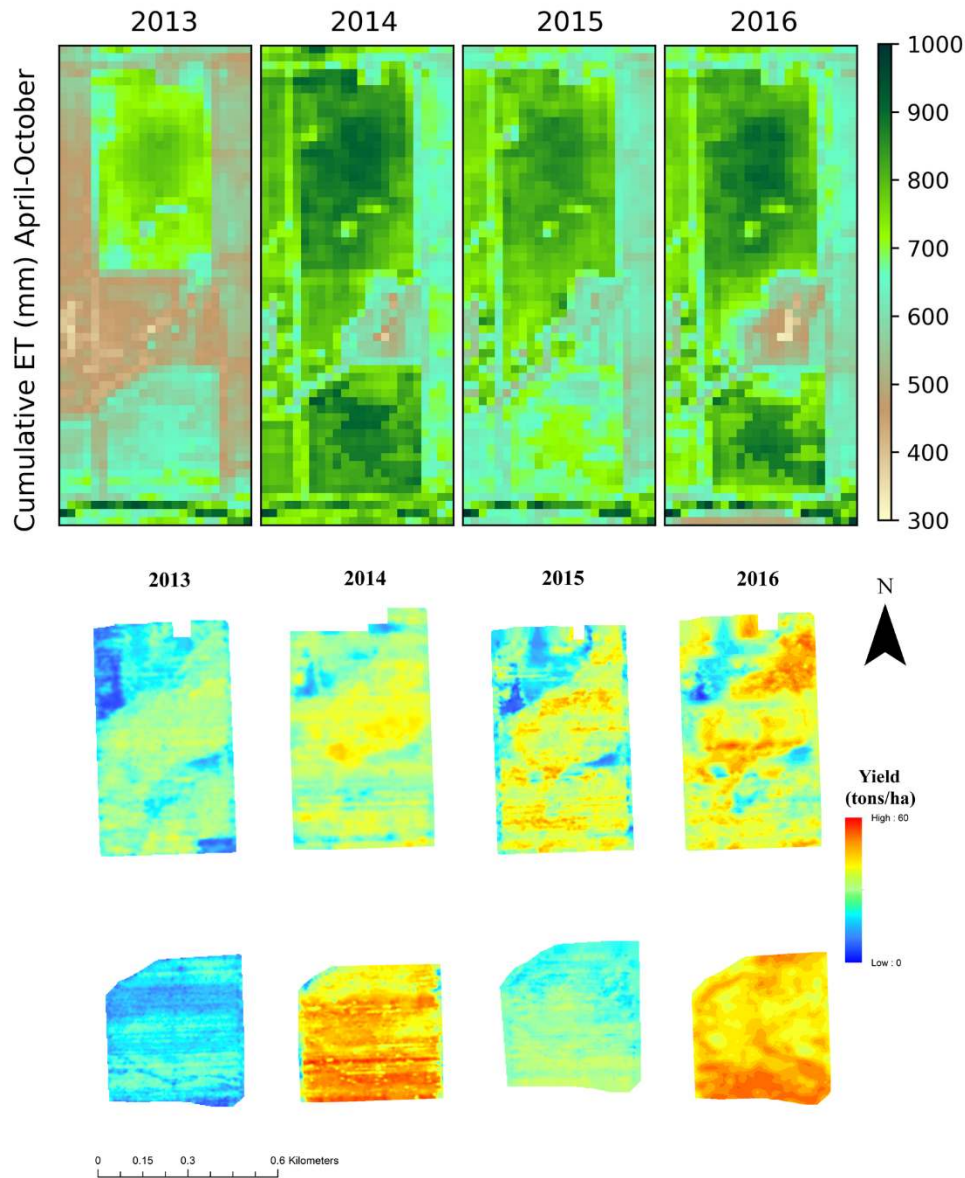 2013 2014 2015 2016
Cumulative ET (mm) April-October
1000
900
800
700
600
500
400
300
2013 2014 2015 2016
N
Yield
(tons/ha)
High : 60
Low : 0
0 0.15 0.3 0.6 Kilometers